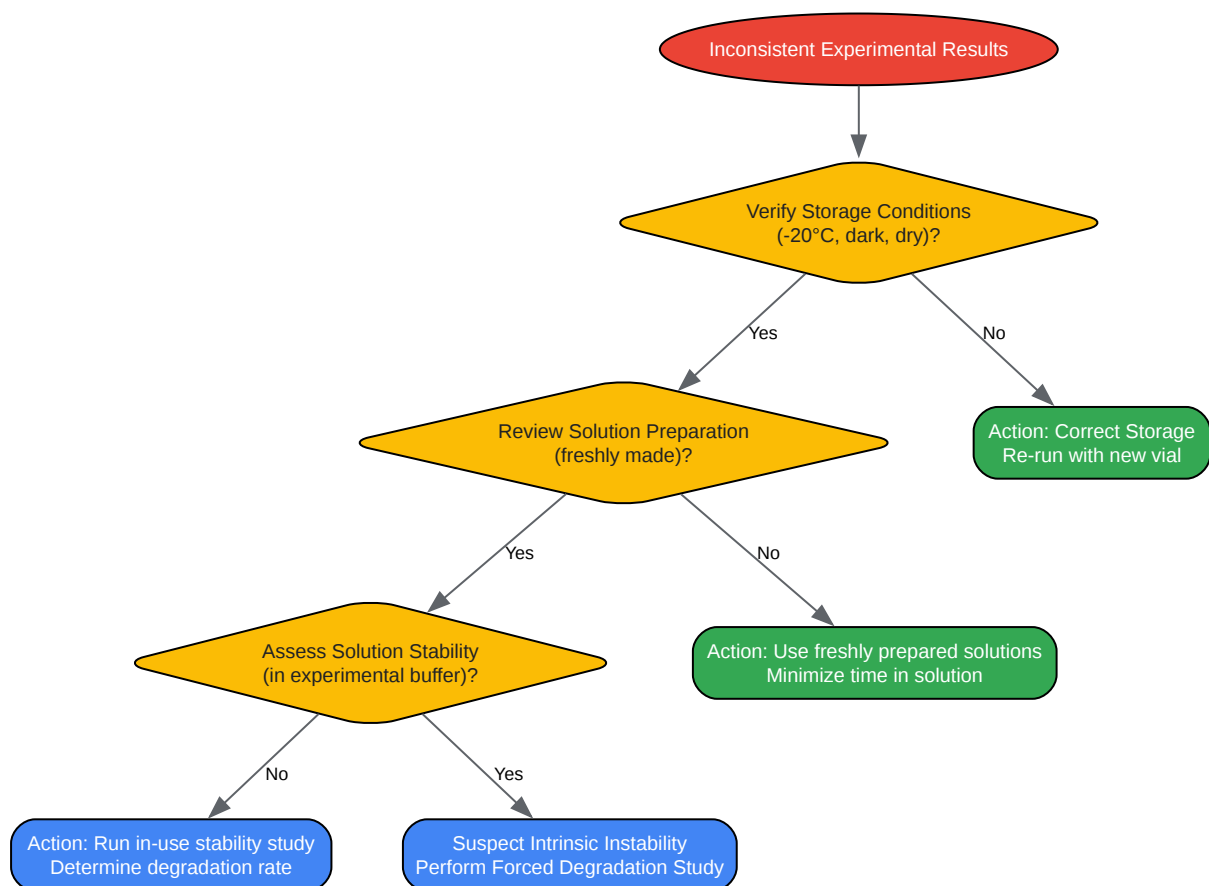 Inconsistent Experimental Results
Verify Storage Conditions
(-20°C, dark, dry)?
Yes
No
Review Solution Preparation
(freshly made)?
Action: Correct Storage
Re-run with new vial
Yes
No
Assess Solution Stability
(in experimental buffer)?
Action: Use freshly prepared solutions
Minimize time in solution
No
Yes
Action: Run in-use stability study
Determine degradation rate
Suspect Intrinsic Instability
Perform Forced Degradation Study